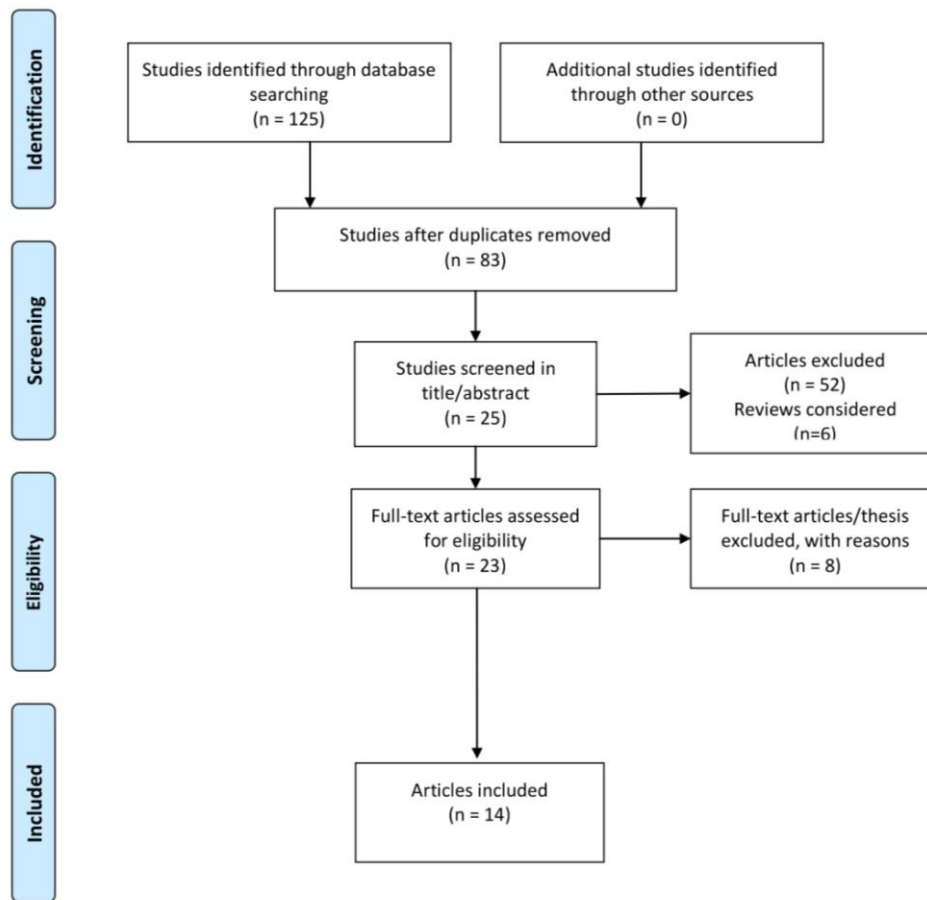 Identification
Studies identified through database
searching
(n = 125)
Additional studies identified
through other sources
(n = 0)
Studies after duplicates removed
(n = 83)
Screening
Studies screened in
title/abstract
(n = 25)
Articles excluded
(n = 52)
Reviews considered
(n=6)
Eligibility
Full-text articles assessed
for eligibility
(n = 23)
Full-text articles/thesis
excluded, with reasons
(n = 8)
Included
Articles included
(n = 14)